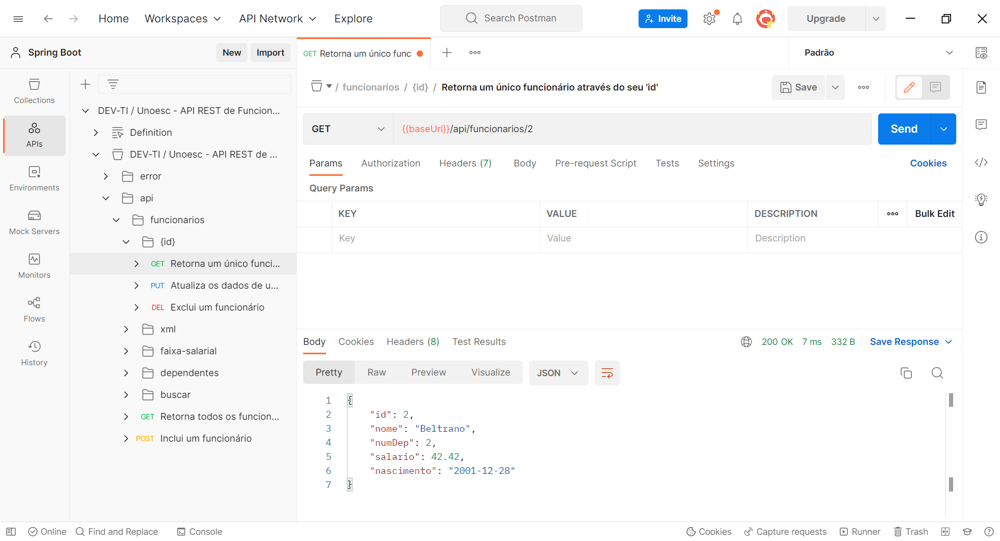 Home Workspaces API Network Explore Search Postman Invite Upgrade
Spring Boot New Import
GET Retorna um único funci
Padrão
Collections
APIs
Environments
Mock Servers
Monitors
Flows
History
DEV-TI / Unoesc - API REST de Funcion...
Definition
DEV-TI / Unoesc - API REST de ...
error
api
funcionarios
{id}
GET Retorna um único funci...
PUT Atualiza os dados de u...
DEL Exclui um funcionário
xml
faixa-salarial
dependentes
buscar
GET Retorna todos os funcion...
POST Inclui um funcionário
/ funcionarios / {id} / Retorna um único funcionário através do seu 'id'
Save
GET {{baseUrl}}/api/funcionarios/2 Send
Params Authorization Headers (7) Body Pre-request Script Tests Settings Cookies
Query Params
KEY VALUE DESCRIPTION Bulk Edit
Key Value Description
Body Cookies Headers (8) Test Results 200 OK 7 ms 332 B Save Response
Pretty Raw Preview Visualize JSON
1 {
2 "id": 2,
3 "nome": "Beltrano",
4 "numDep": 2,
5 "salario": 42.42,
6 "nascimento": "2001-12-28"
7 }
Online Find and Replace Console Cookies Capture requests Runner Trash